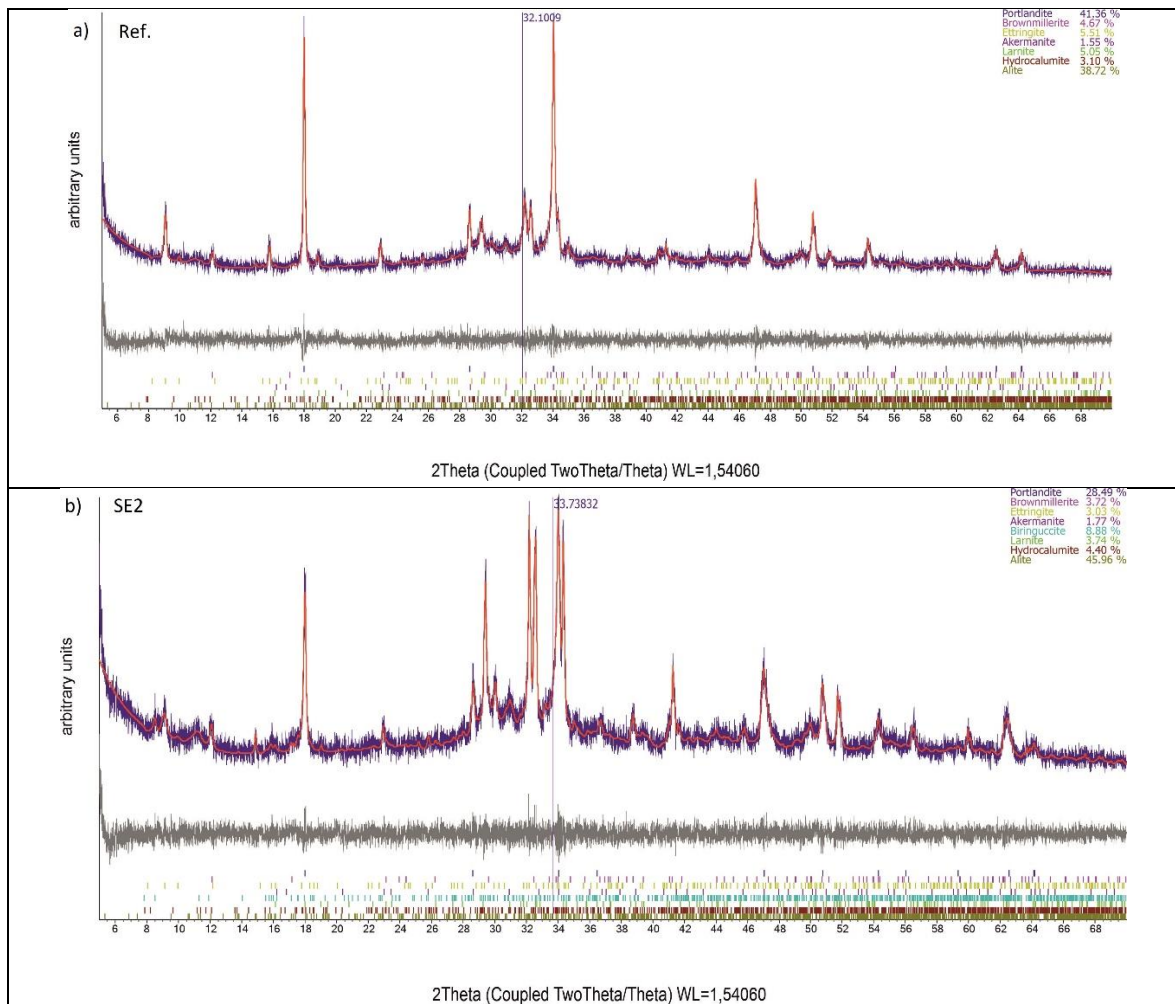 a) Ref.
32.1009
Portlandite 41,36 %
Brownmillerite 4.67 %
Ettringite 5.51 %
Akermanite 1.55 %
Larnite 5.05 %
Hydrocalumite 3.10 %
Alite 38.72 %
arbitrary units
6 8 10 12 14 16 18 20 22 24 26 28 30 32 34 36 38 40 42 44 46 48 50 52 54 56 58 60 62 64 66 68
2Theta (Coupled TwoTheta/Theta) WL=1,54060
b) SE2
33.73832
Portlandite 28.49 %
Brownmillerite 3.72 %
Ettringite 3.03 %
Akermanite 1.77 %
Biringuccite 8.88 %
Larnite 3.74 %
Hydrocalumite 4.40 %
Alite 45.96 %
arbitrary units
6 8 10 12 14 16 18 20 22 24 26 28 30 32 34 36 38 40 42 44 46 48 50 52 54 56 58 60 62 64 66 68
2Theta (Coupled TwoTheta/Theta) WL=1,54060